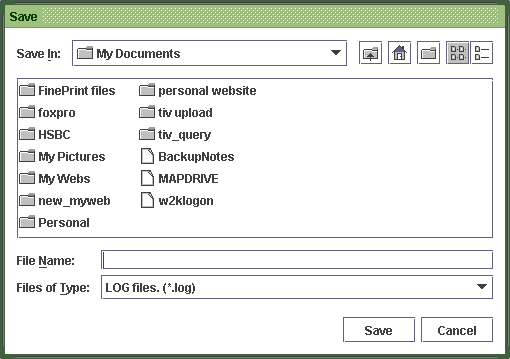 Save
Save In: My Documents
FinePrint files personal website
foxpro tiv upload
HSBC tiv_query
My Pictures BackupNotes
My Webs MAPDRIVE
new_myweb w2klogon
Personal
File Name:
Files of Type: LOG files. (*.log)
Save Cancel